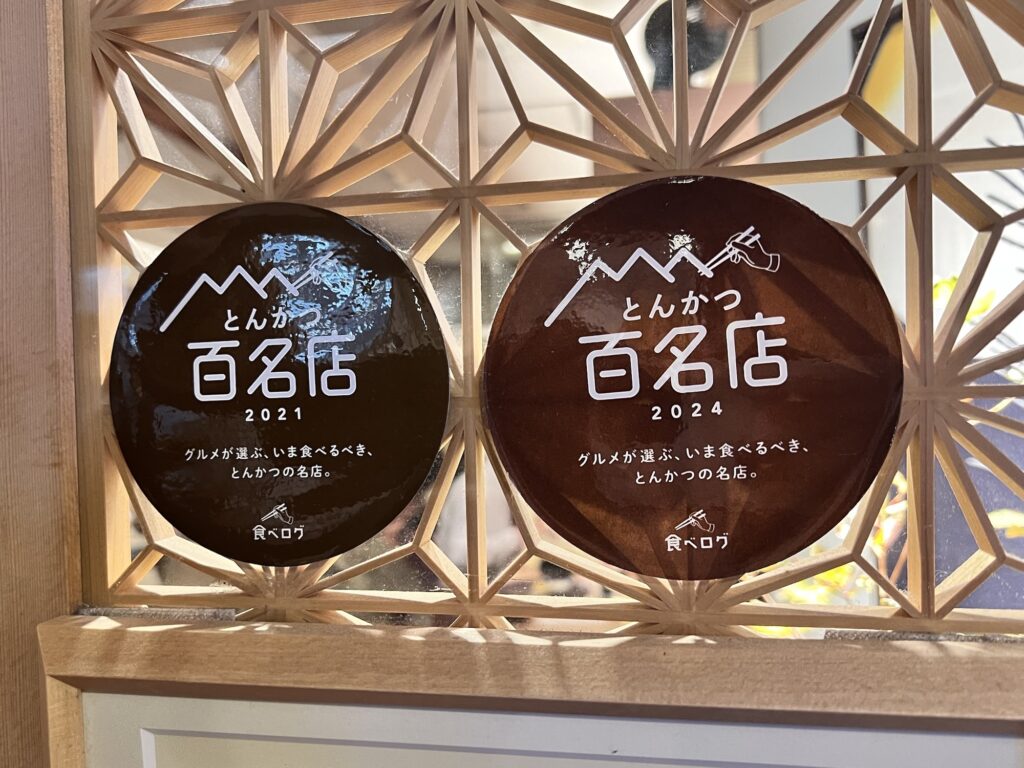 とんかつ
百名店
2021
グルメが選ぶ、いま食べるべき、
とんかつの名店。
食べログ
とんかつ
百名店
2024
グルメが選ぶ、いま食べるべき、
とんかつの名店。
食べログ